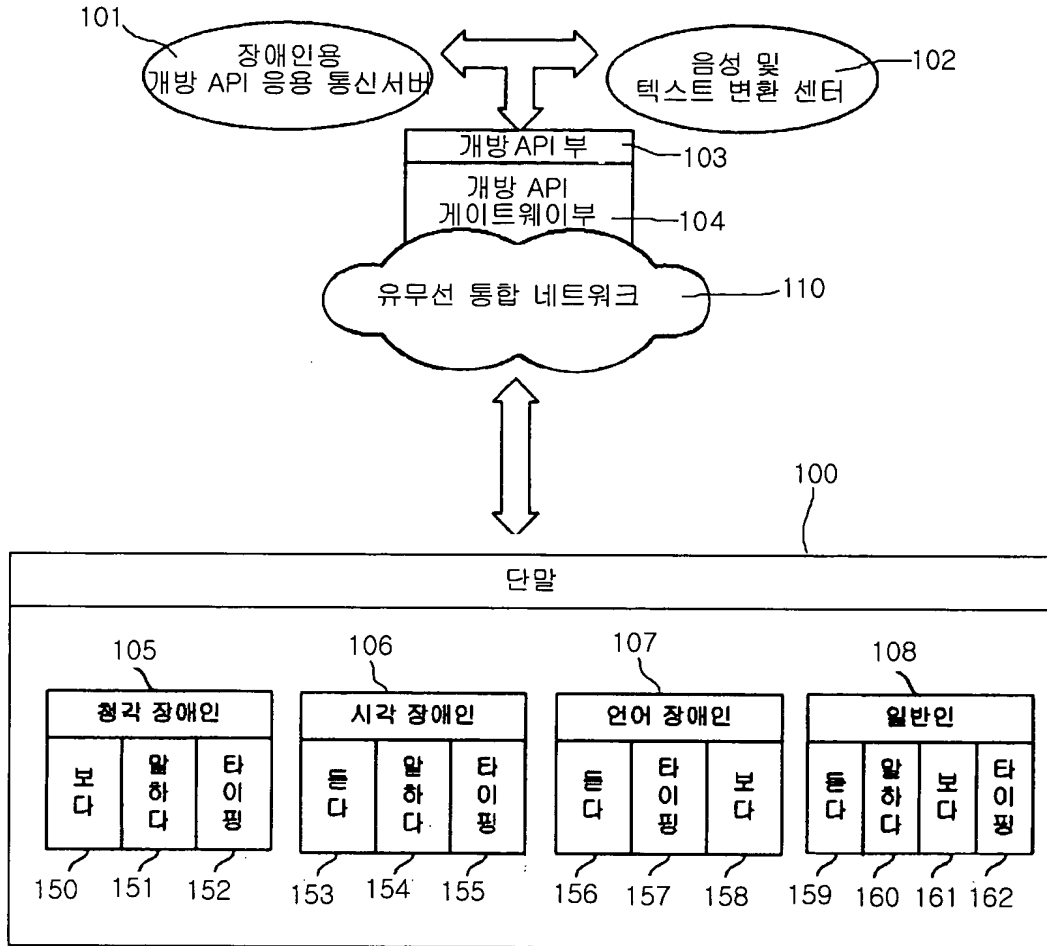 101
장애인용
개방 API 응용 통신서버
음성 및
텍스트 변환 센터
102
개방 API 부
103
개방 API
게이트웨이부
104
유무선 통합 네트워크
110
100
단말
105
청각 장애인
보다
말하다
타이핑
150
151
152
106
시각 장애인
듣다
말하다
타이핑
153
154
155
107
언어 장애인
듣다
타이핑
보다
156
157
158
108
일반인
듣다
말하다
보다
타이핑
159
160
161
162